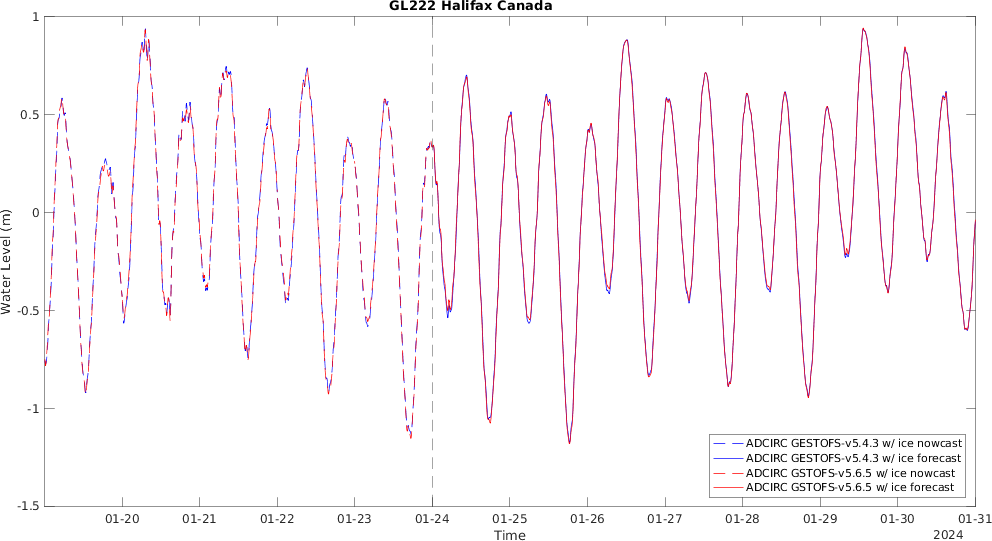 GL222 Halifax Canada
1
0.5
0
-0.5
-1
-1.5
Water Level (m)
ADCIRC GESTOFS-v5.4.3 w/ ice nowcast
ADCIRC GESTOFS-v5.4.3 w/ ice forecast
ADCIRC GSTOFS-v5.6.5 w/ ice nowcast
ADCIRC GSTOFS-v5.6.5 w/ ice forecast
01-20 01-21 01-22 01-23 01-24 01-25 01-26 01-27 01-28 01-29 01-30 01-31
Time
2024